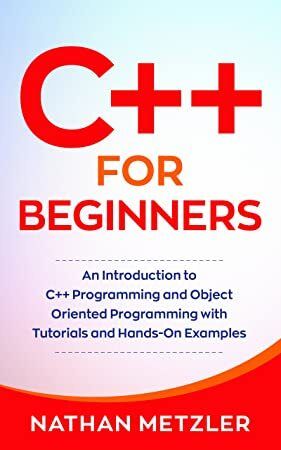 C++
FOR
BEGINNERS
An Introduction to
C++ Programming and Object
Oriented Programming with
Tutorials and Hands-On Examples
NATHAN METZLER